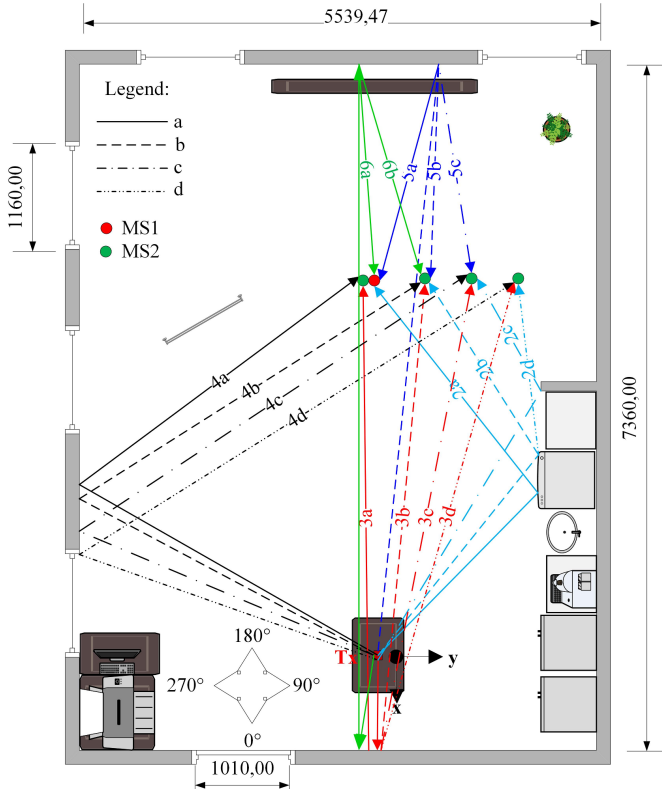 5539,47
Legend:
a
b
c
d
MS1
MS2
1160,00
6a
6b
5a
5b
5c
4a
4b
4c
4d
2a
2b
2c
2d
3a
3b
3c
3d
7360,00
Tx
y
x
180°
270°
90°
0°
1010,00